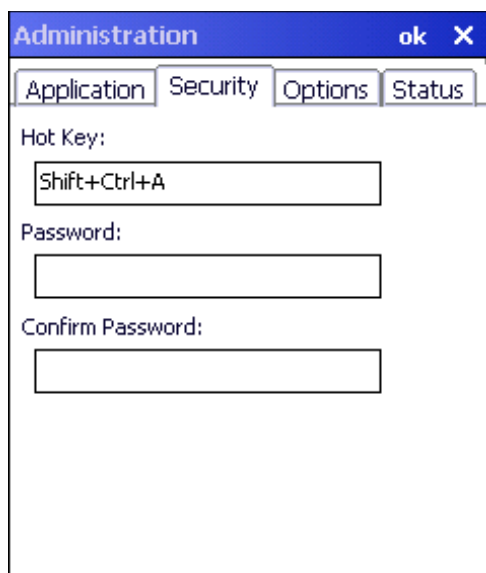 Administration ok X
Application Security Options Status
Hot Key:
Shift+Ctrl+A
Password:
Confirm Password: